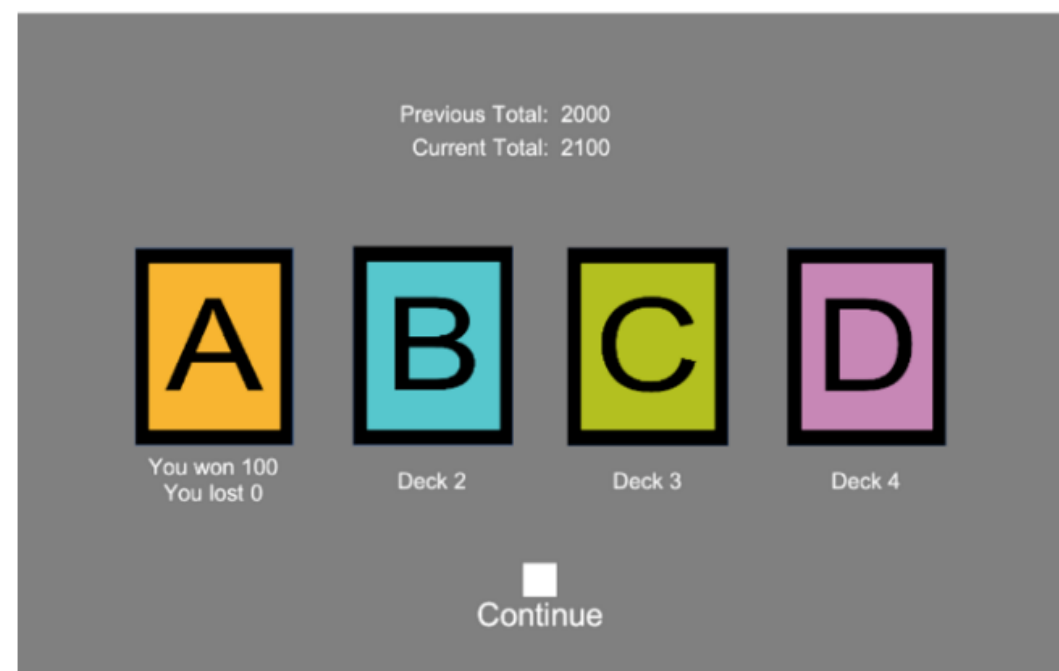 Previous Total: 2000
Current Total: 2100
A
B
C
D
You won 100
You lost 0
Deck 2
Deck 3
Deck 4
Continue